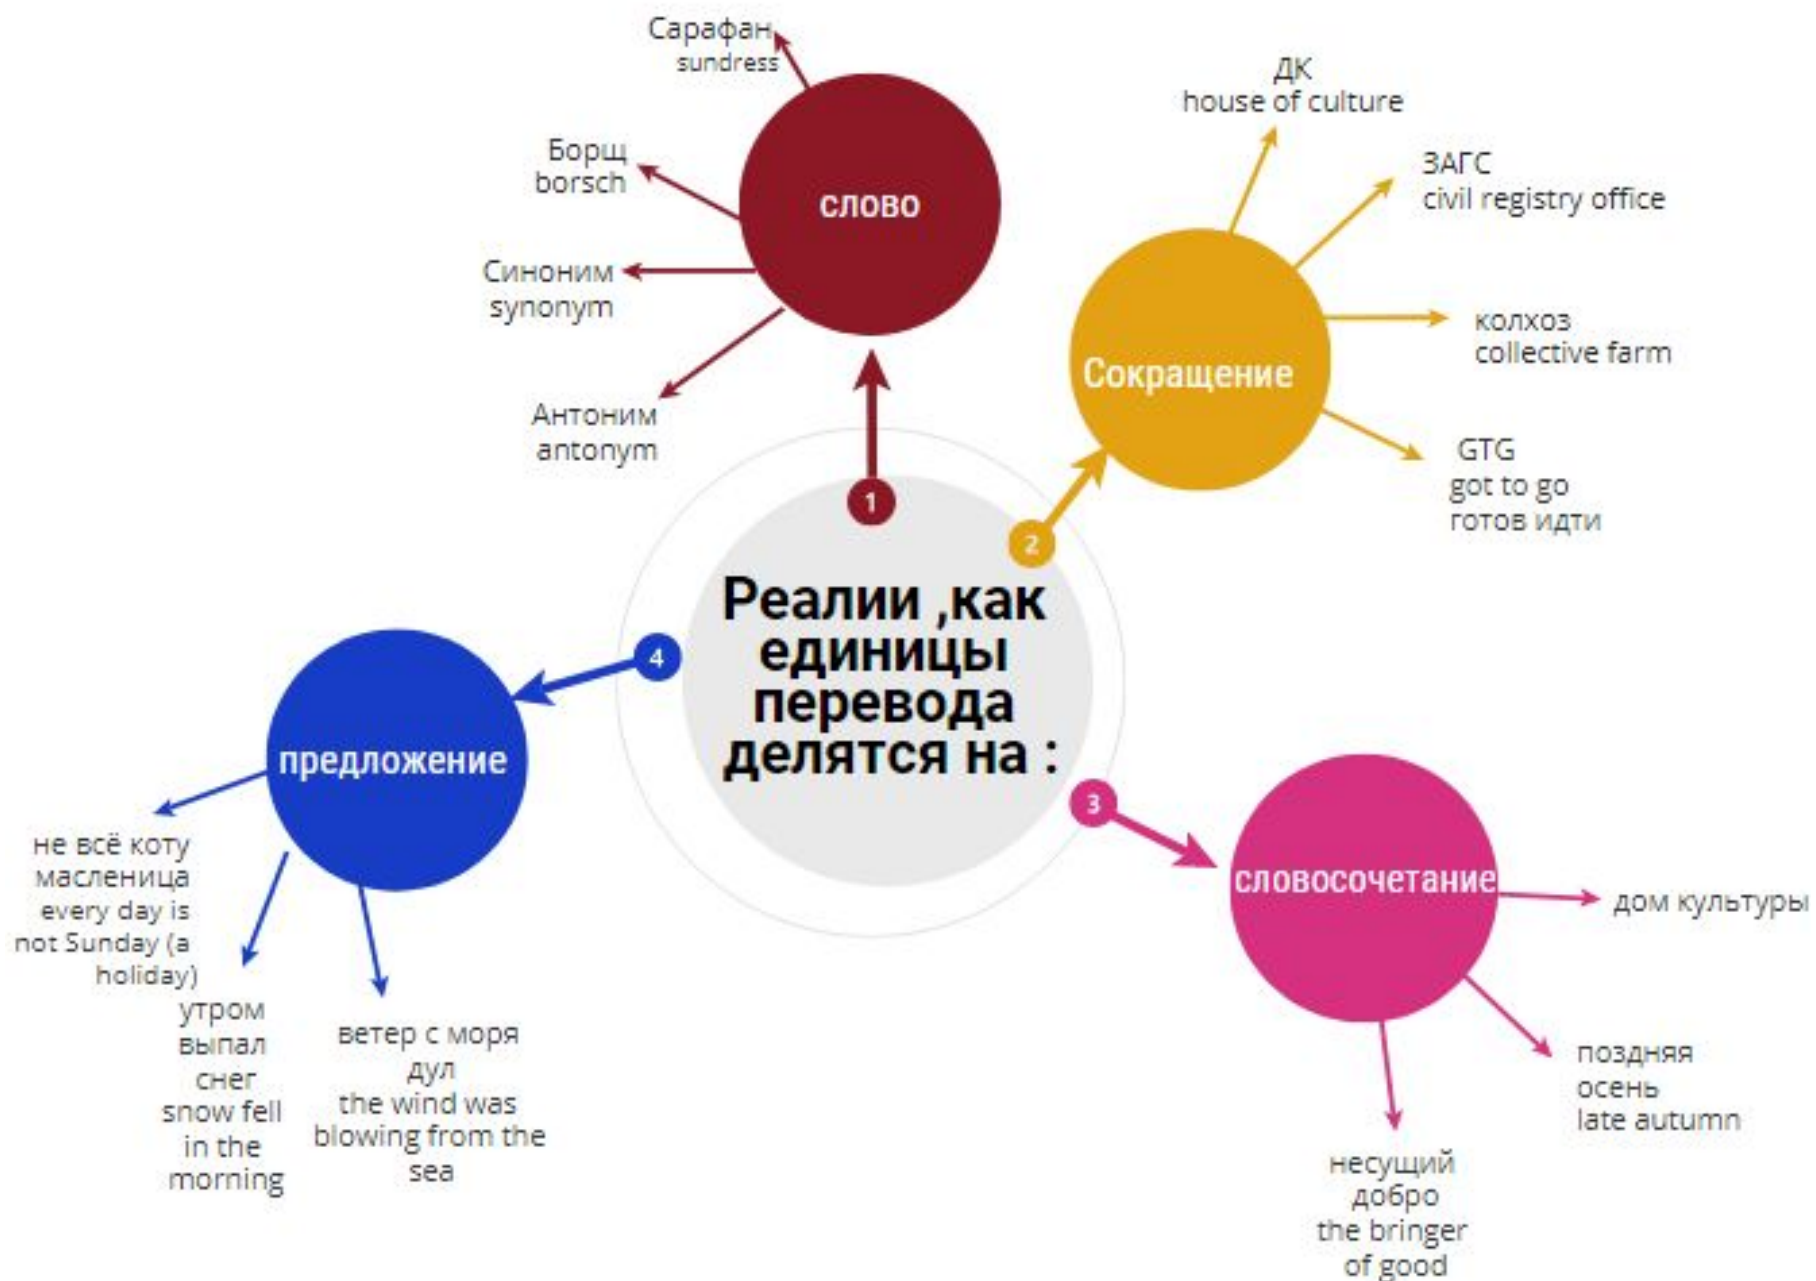 Реалии ,как
единицы
перевода
делятся на :
1
слово
Сарафан
sundress
Борщ
borsch
Синоним
synonym
Антоним
antonym
2
Сокращение
ДК
house of culture
ЗАГС
civil registry office
колхоз
collective farm
GTG
got to go
готов идти
3
словосочетание
дом культуры
поздняя
осень
late autumn
несущий
добро
the bringer
of good
4
предложение
не всё коту
масленица
every day is
not Sunday (a
holiday)
утром
выпал
снег
snow fell
in the
morning
ветер с моря
дул
the wind was
blowing from the
sea